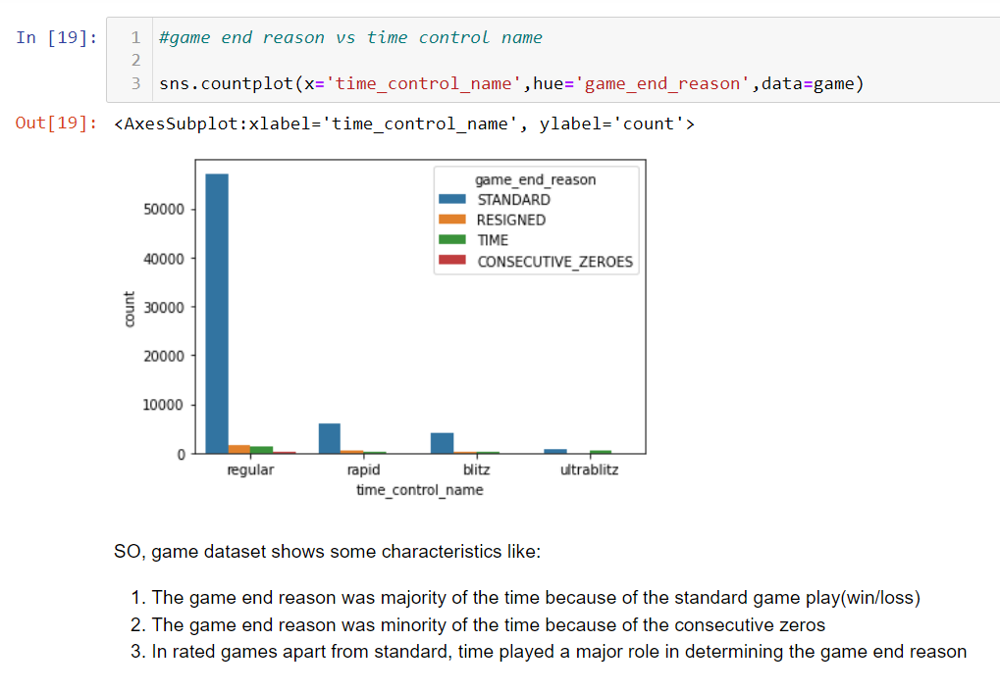 In [19]:
1 #game end reason vs time control name
2
3 sns.countplot(x='time_control_name',hue='game_end_reason',data=game)
Out[19]: <AxesSubplot:xlabel='time_control_name', ylabel='count'>
game_end_reason
STANDARD
RESIGNED
TIME
CONSECUTIVE_ZEROES
50000
40000
30000
20000
10000
0
count
regular rapid blitz ultrablitz
time_control_name
SO, game dataset shows some characteristics like:
1. The game end reason was majority of the time because of the standard game play(win/loss)
2. The game end reason was minority of the time because of the consecutive zeros
3. In rated games apart from standard, time played a major role in determining the game end reason